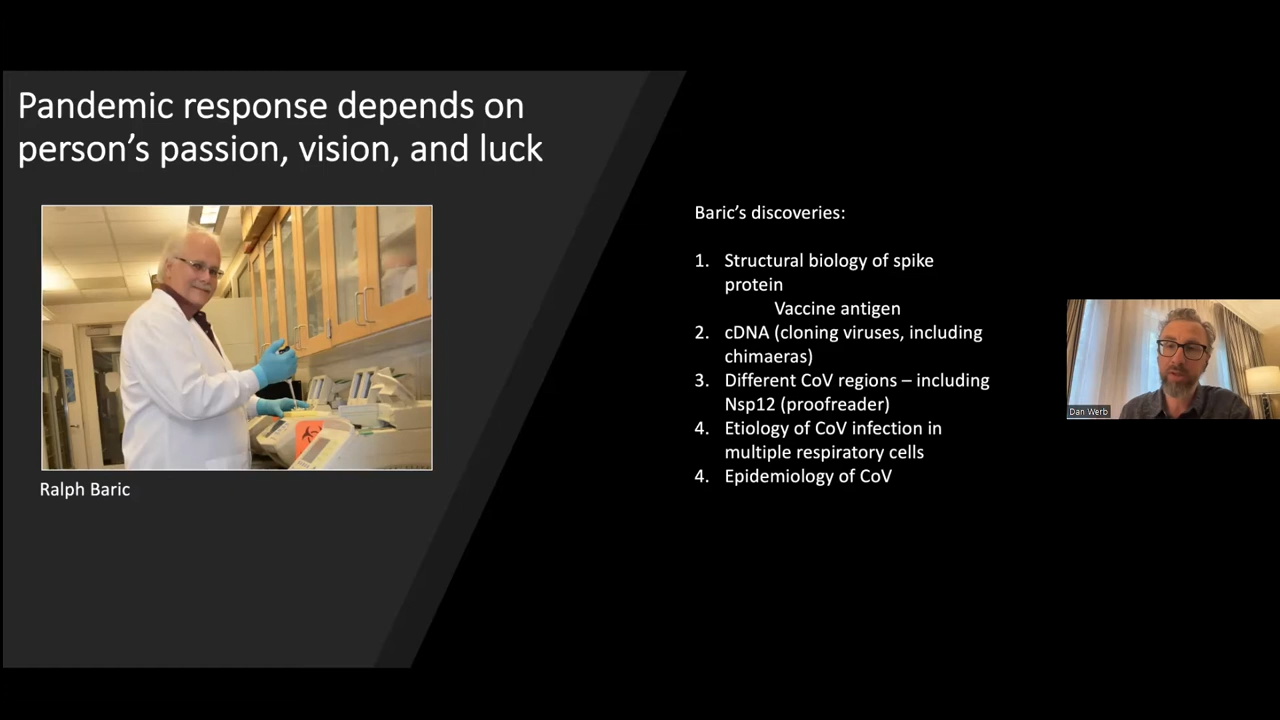 Pandemic response depends on
person’s passion, vision, and luck
Ralph Baric
Baric’s discoveries:
1. Structural biology of spike
protein
Vaccine antigen
2. cDNA (cloning viruses, including
chimaeras)
3. Different CoV regions – including
Nsp12 (proofreader)
4. Etiology of CoV infection in
multiple respiratory cells
4. Epidemiology of CoV
Dan Werb